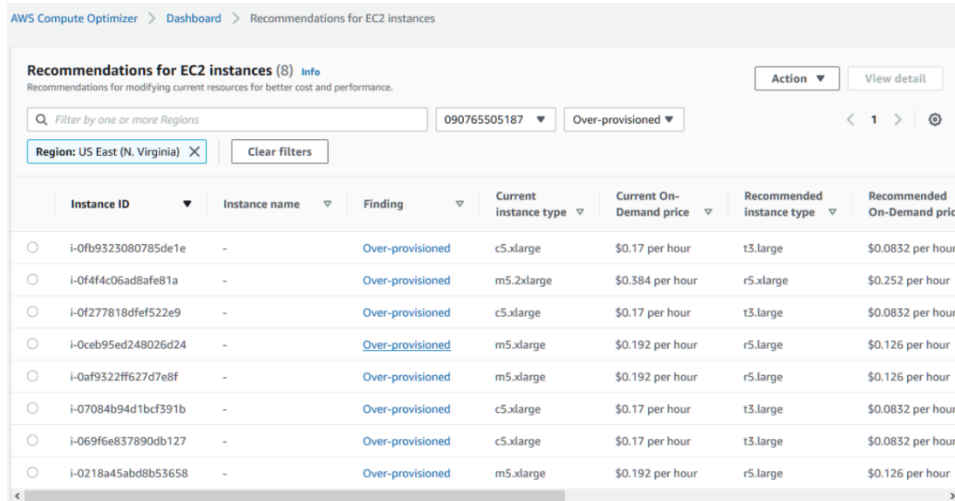 AWS Compute Optimizer > Dashboard > Recommendations for EC2 instances
Recommendations for EC2 instances (8) Info
Recommendations for modifying current resources for better cost and performance.
Action View detail
Filter by one or more Regions 090765505187 Over-provisioned < 1 >
Region: US East (N. Virginia) X Clear filters
Instance ID Instance name Finding Current instance type Current On-Demand price Recommended instance type Recommended On-Demand pric
i-0fb9323080785de1e - Over-provisioned c5.xlarge $0.17 per hour t3.large $0.0832 per hour
i-0f4f4c06ad8afe81a - Over-provisioned m5.2xlarge $0.384 per hour r5.xlarge $0.252 per hour
i-0f277818dfef522e9 - Over-provisioned c5.xlarge $0.17 per hour t3.large $0.0832 per hour
i-0ceb95ed248026d24 - Over-provisioned m5.xlarge $0.192 per hour r5.large $0.126 per hour
i-0af9322ff627d7e8f - Over-provisioned m5.xlarge $0.192 per hour r5.large $0.126 per hour
i-07084b94d1bcf391b - Over-provisioned c5.xlarge $0.17 per hour t3.large $0.0832 per hour
i-069f6e837890db127 - Over-provisioned c5.xlarge $0.17 per hour t3.large $0.0832 per hour
i-0218a45abd8b53658 - Over-provisioned m5.xlarge $0.192 per hour r5.large $0.126 per hour